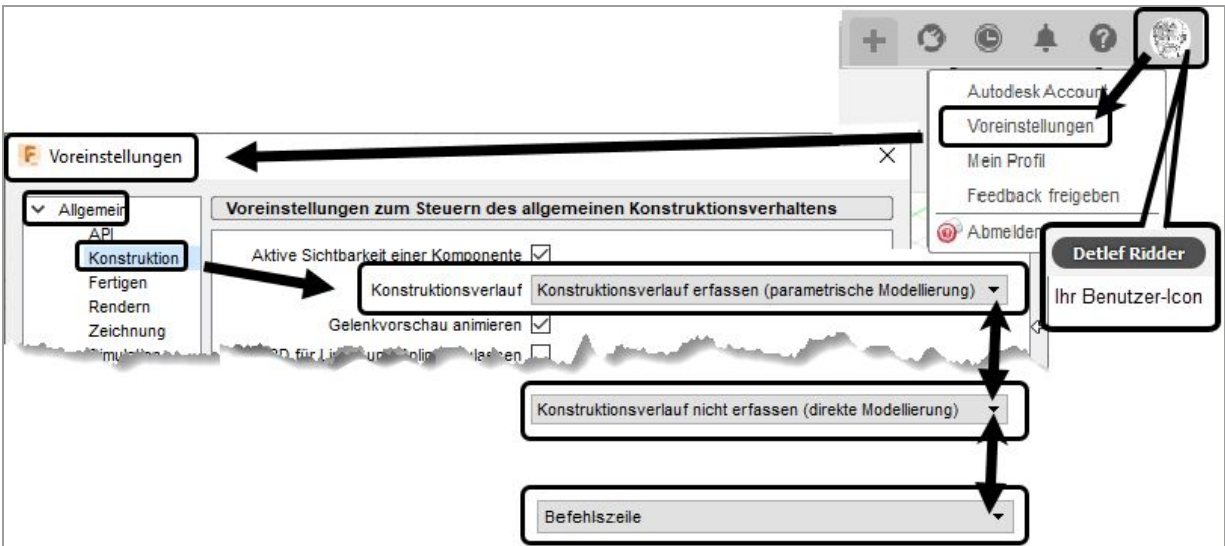 Autodesk Account
Voreinstellungen
Mein Profil
Feedback freigeben
Abmelden
Detlef Ridder
Ihr Benutzer-Icon
Voreinstellungen
Allgemein
Voreinstellungen zum Steuern des allgemeinen Konstruktionsverhaltens
API
Konstruktion
Fertigen
Rendern
Zeichnung
Simulation
Aktive Sichtbarkeit einer Komponente
Konstruktionsverlauf Konstruktionsverlauf erfassen (parametrische Modellierung)
Gelenkvorschau animieren
Konstruktionsverlauf nicht erfassen (direkte Modellierung)
Befehlszeile